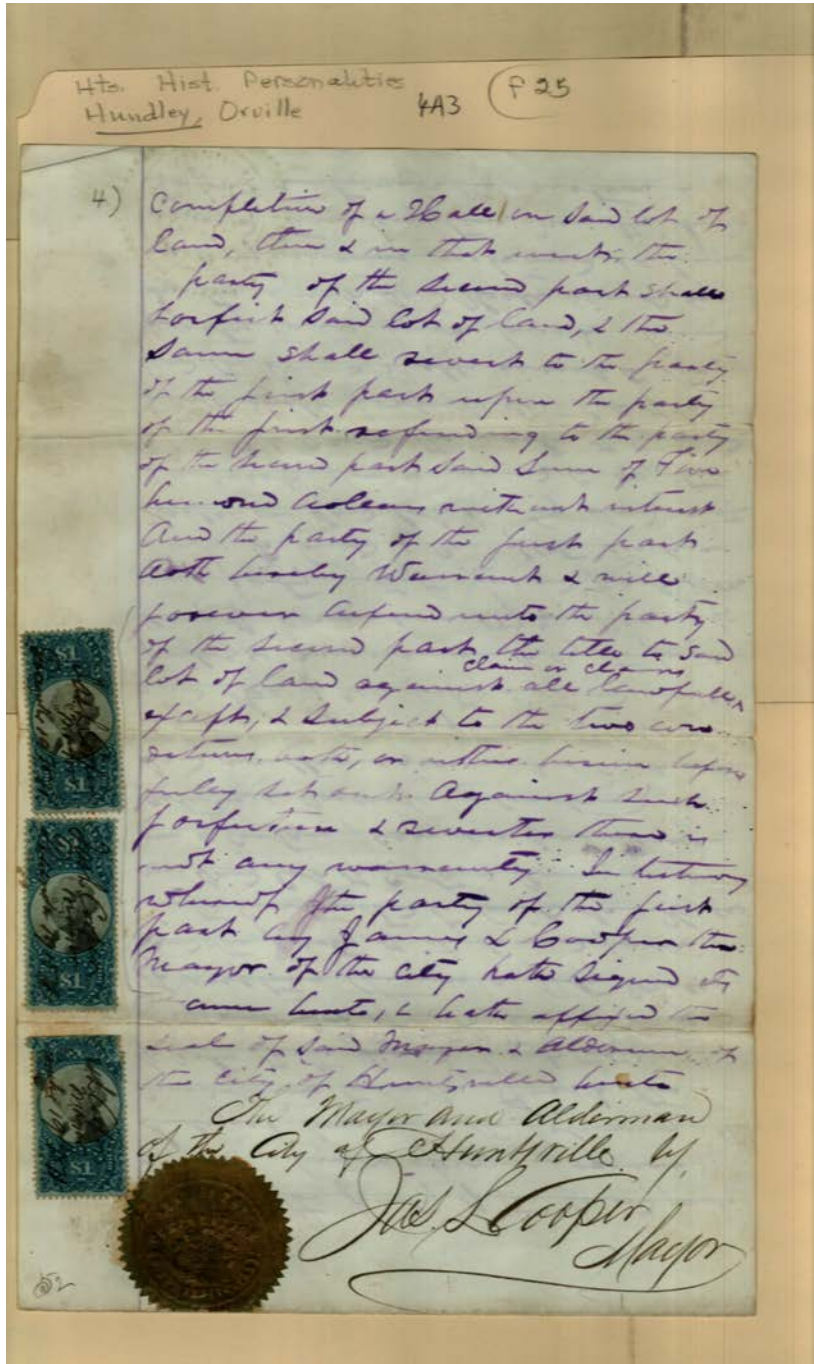 Hts. Hist. Personalities
Hundley, Orville 4A3 f 25
4)
Completion of a Hall on said lot of
land, then & in that event, the
party of the second part shall
forfeit said lot of land, & the
same shall revert to the party
of the first part upon the party
of the first refunding to the party
of the second part said sum of Five
hundred dollars without interest
And the party of the first part
doth hereby Warrant & will
forever defend unto the party
of the second part the title to said
claim or claims
lot of land against all lawful
except, & subject to the two con
herein before
fully set out. Against such
forfeiture & reverter there is
not any warranty. In testimony
whereof the party of the first
part by James L Cooper the
Mayor of the city hath signed its
name hereto, & hath affixed the
seal of said Mayor & Aldermen of
the city of Huntsville hereto
The Mayor and Alderman
of the City of Huntsville by
Jas. L Cooper
Mayor
$1
$1
$1
$1
$1
$1